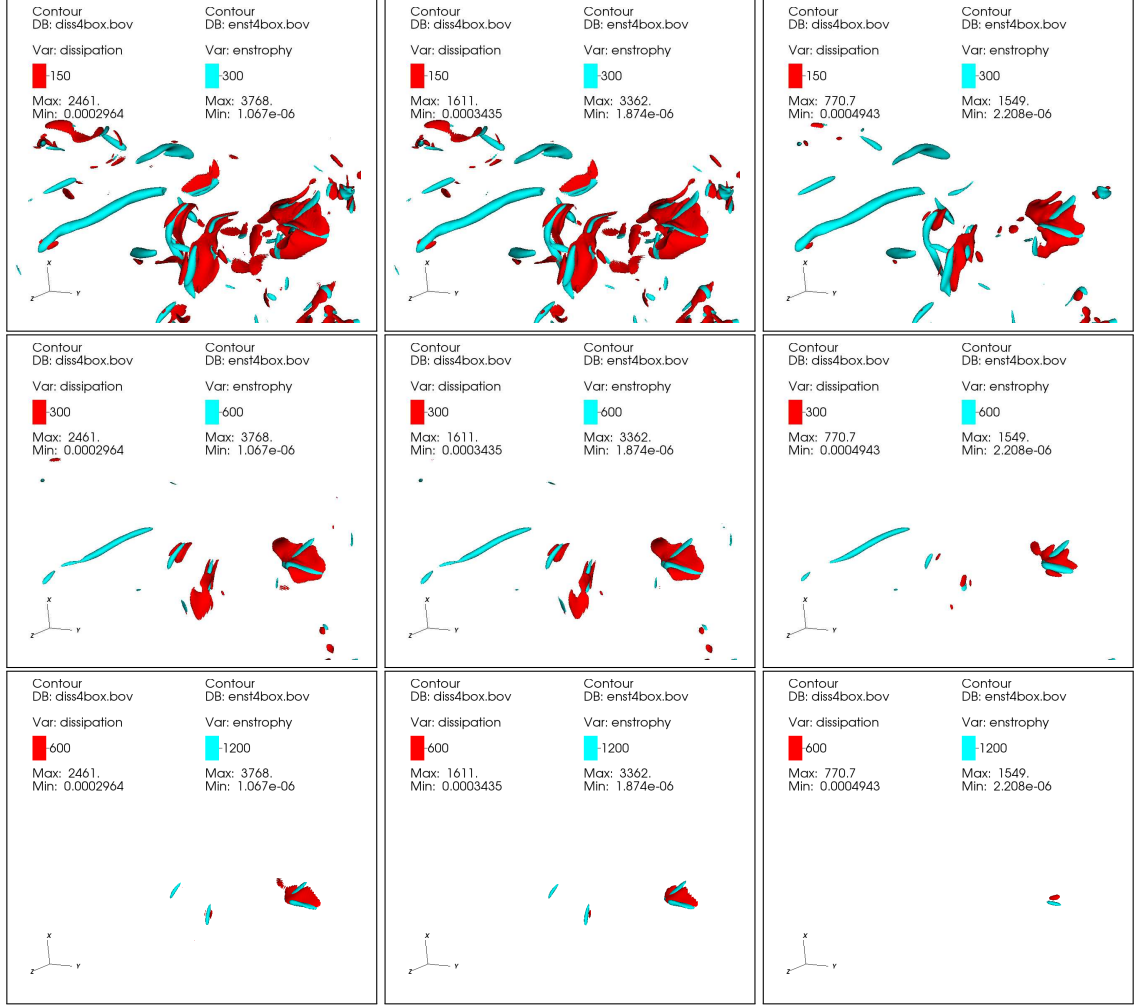 Contour
DB: diss4box.bov
Var: dissipation
150
Max: 2461.
Min: 0.0002964
Contour
DB: enst4box.bov
Var: enstrophy
300
Max: 3768.
Min: 1.067e-06
X
Z
Y
Contour
DB: diss4box.bov
Var: dissipation
150
Max: 1611.
Min: 0.0003435
Contour
DB: enst4box.bov
Var: enstrophy
300
Max: 3362.
Min: 1.874e-06
X
Z
Y
Contour
DB: diss4box.bov
Var: dissipation
150
Max: 770.7
Min: 0.0004943
Contour
DB: enst4box.bov
Var: enstrophy
300
Max: 1549.
Min: 2.208e-06
X
Z
Y
Contour
DB: diss4box.bov
Var: dissipation
300
Max: 2461.
Min: 0.0002964
Contour
DB: enst4box.bov
Var: enstrophy
600
Max: 3768.
Min: 1.067e-06
X
Z
Y
Contour
DB: diss4box.bov
Var: dissipation
300
Max: 1611.
Min: 0.0003435
Contour
DB: enst4box.bov
Var: enstrophy
600
Max: 3362.
Min: 1.874e-06
X
Z
Y
Contour
DB: diss4box.bov
Var: dissipation
300
Max: 770.7
Min: 0.0004943
Contour
DB: enst4box.bov
Var: enstrophy
600
Max: 1549.
Min: 2.208e-06
X
Z
Y
Contour
DB: diss4box.bov
Var: dissipation
600
Max: 2461.
Min: 0.0002964
Contour
DB: enst4box.bov
Var: enstrophy
1200
Max: 3768.
Min: 1.067e-06
X
Z
Y
Contour
DB: diss4box.bov
Var: dissipation
600
Max: 1611.
Min: 0.0003435
Contour
DB: enst4box.bov
Var: enstrophy
1200
Max: 3362.
Min: 1.874e-06
X
Z
Y
Contour
DB: diss4box.bov
Var: dissipation
600
Max: 770.7
Min: 0.0004943
Contour
DB: enst4box.bov
Var: enstrophy
1200
Max: 1549.
Min: 2.208e-06
X
Z
Y